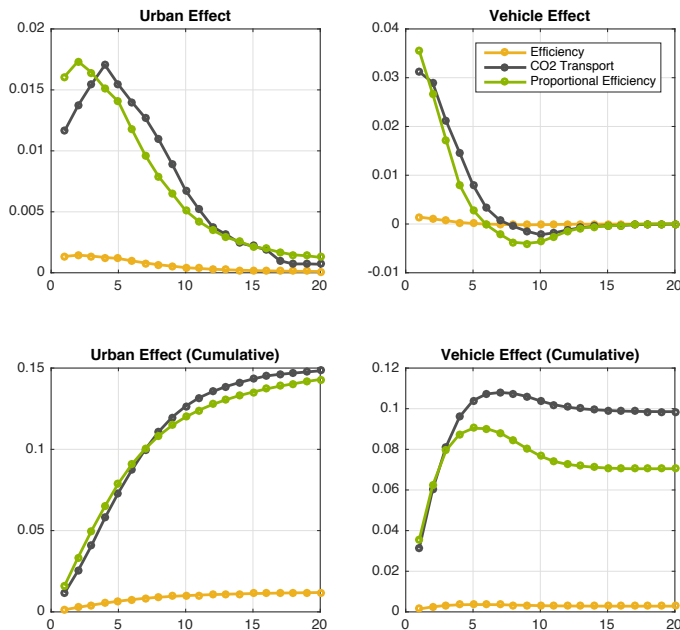 Urban Effect
0.02
0.015
0.01
0.005
0
0 5 10 15 20
Vehicle Effect
0.04
0.03
0.02
0.01
0
-0.01
0 5 10 15 20
Efficiency
CO2 Transport
Proportional Efficiency
Urban Effect (Cumulative)
0.15
0.1
0.05
0
0 5 10 15 20
Vehicle Effect (Cumulative)
0.12
0.1
0.08
0.06
0.04
0.02
0
0 5 10 15 20